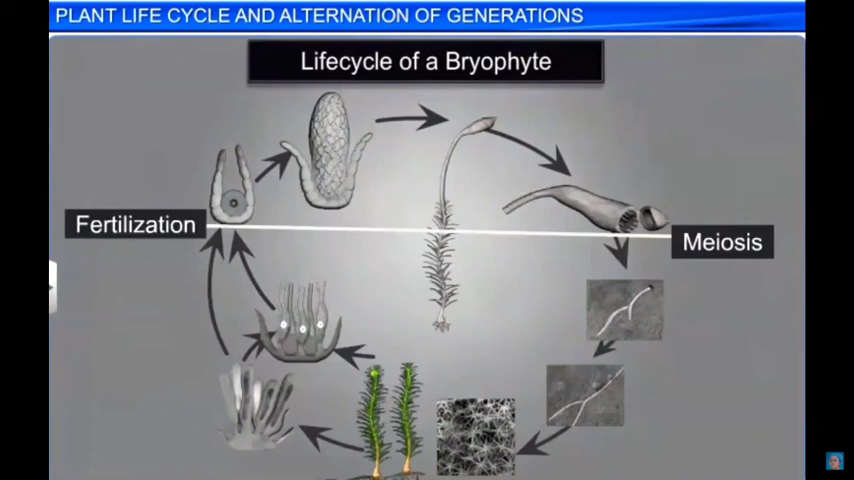 PLANT LIFE CYCLE AND ALTERNATION OF GENERATIONS
Lifecycle of a Bryophyte
Fertilization
Meiosis